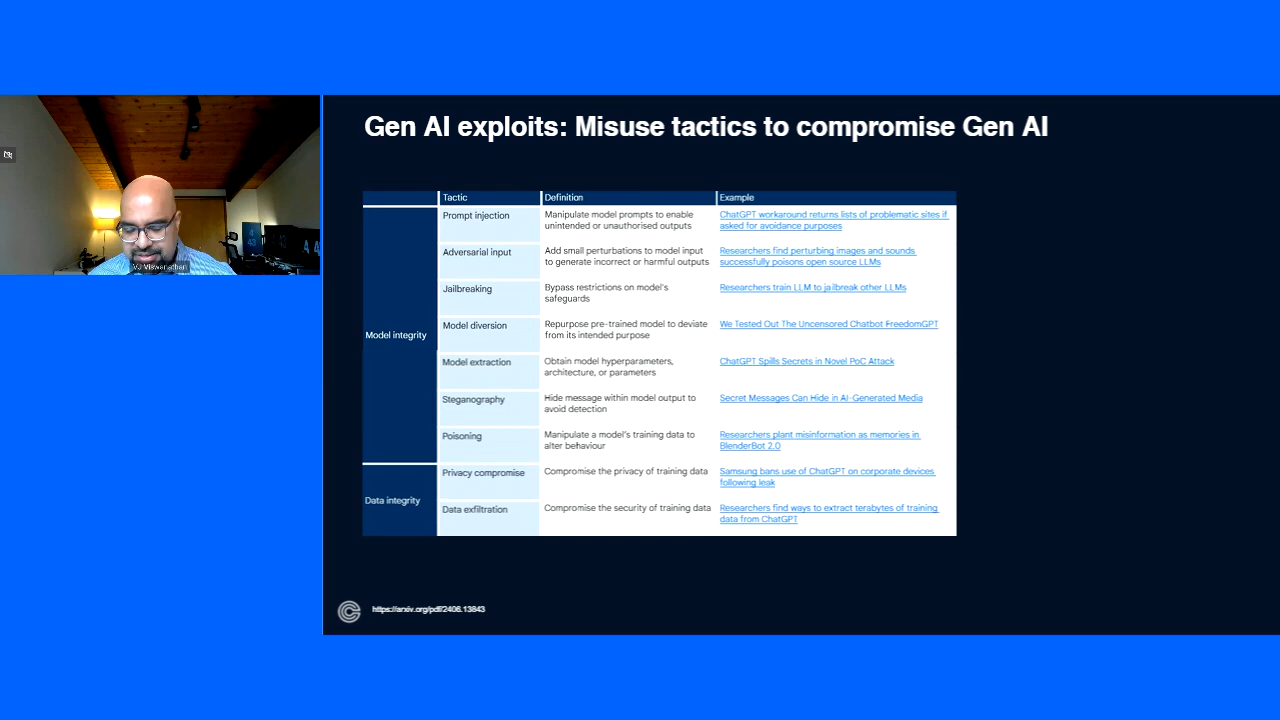 Gen AI exploits: Misuse tactics to compromise Gen AI
Tactic
Definition
Example
Model integrity
Prompt injection
Manipulate model prompts to enable
unintended or unauthorised outputs
ChatGPT workaround returns lists of problematic sites if
asked for avoidance purposes
Adversarial input
Add small perturbations to model input
to generate incorrect or harmful outputs
Researchers find perturbing images and sounds
successfully poisons open source LLMs
Jailbreaking
Bypass restrictions on model's
safeguards
Researchers train LLM to jailbreak other LLMs
Model diversion
Repurpose pre-trained model to deviate
from its intended purpose
We Tested Out The Uncensored Chatbot FreedomGPT
Model extraction
Obtain model hyperparameters,
architecture, or parameters
ChatGPT Spills Secrets in Novel PoC Attack
Steganography
Hide message within model output to
avoid detection
Secret Messages Can Hide in AI-Generated Media
Poisoning
Manipulate a model's training data to
alter behaviour
Researchers plant misinformation as memories in
BlenderBot 2.0
Data integrity
Privacy compromise
Compromise the privacy of training data
Samsung bans use of ChatGPT on corporate devices
following leak
Data exfiltration
Compromise the security of training data
Researchers find ways to extract terabytes of training
data from ChatGPT
https://arxiv.org/pdf/2406.13843
VJ Viswanathan